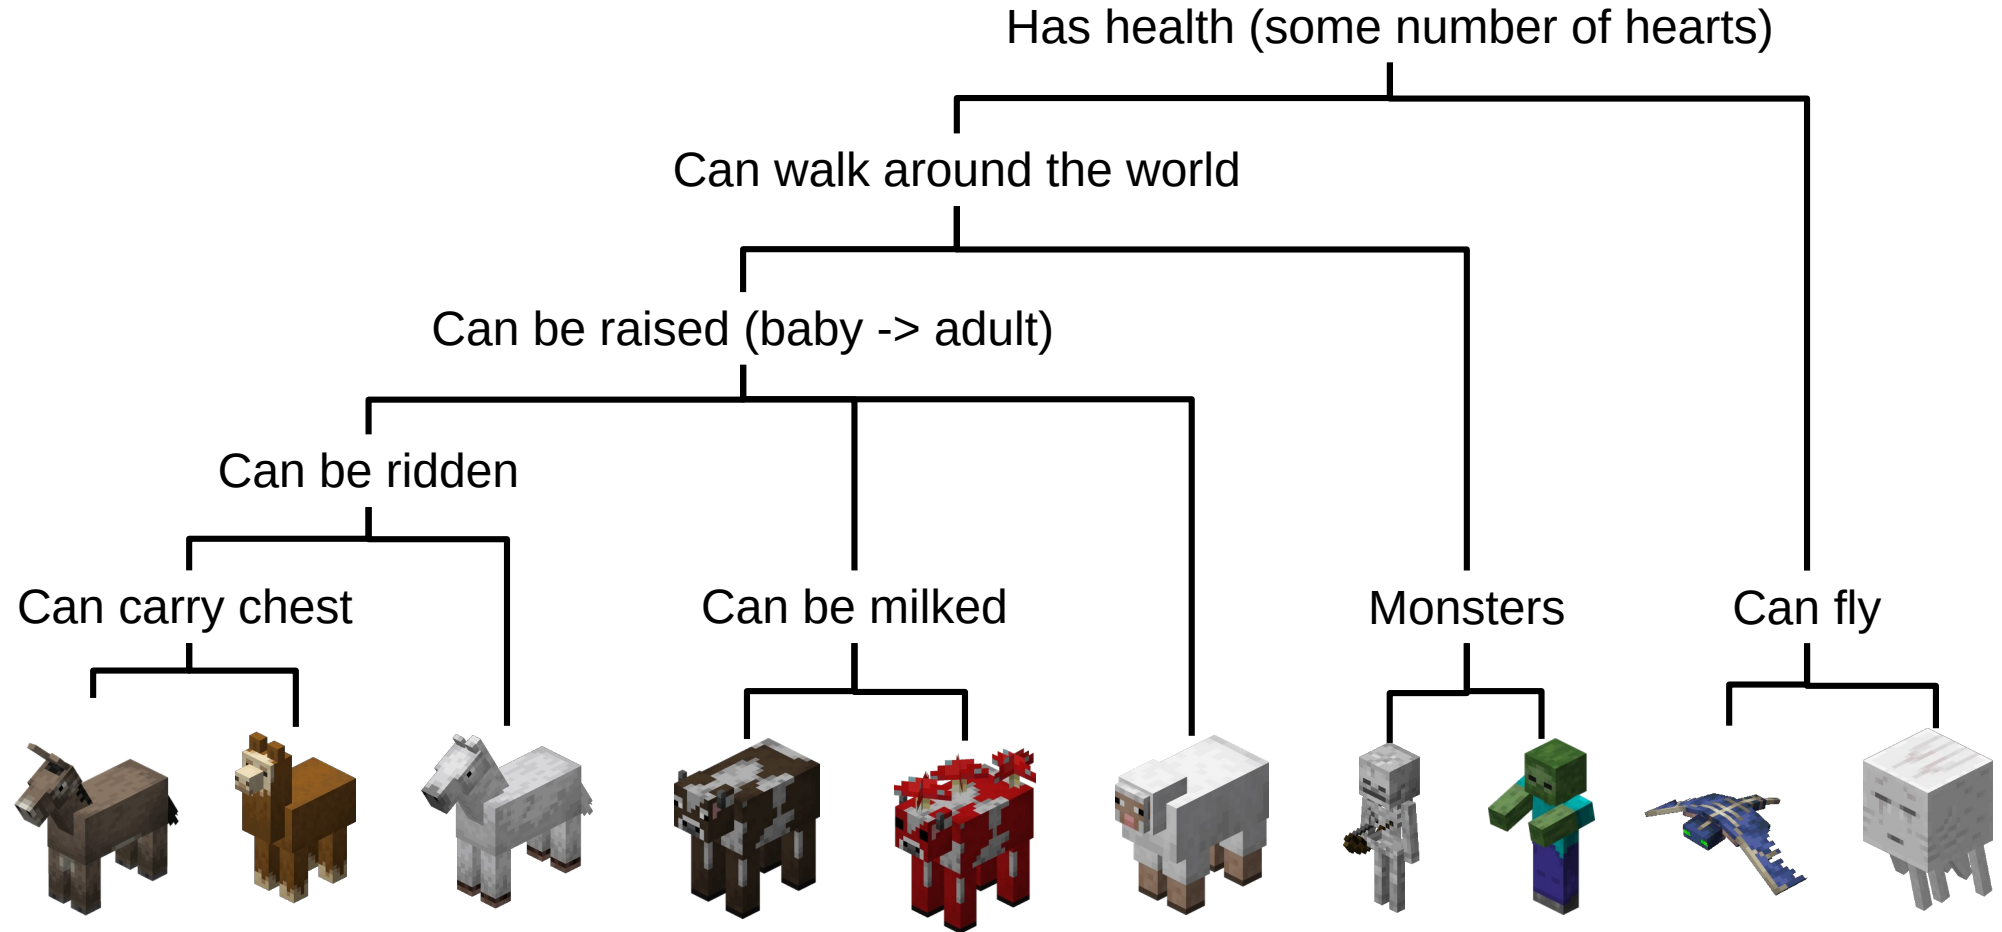 Has health (some number of hearts)
Can walk around the world
Can be raised (baby -> adult)
Can be ridden
Can carry chest
Can be milked
Monsters
Can fly